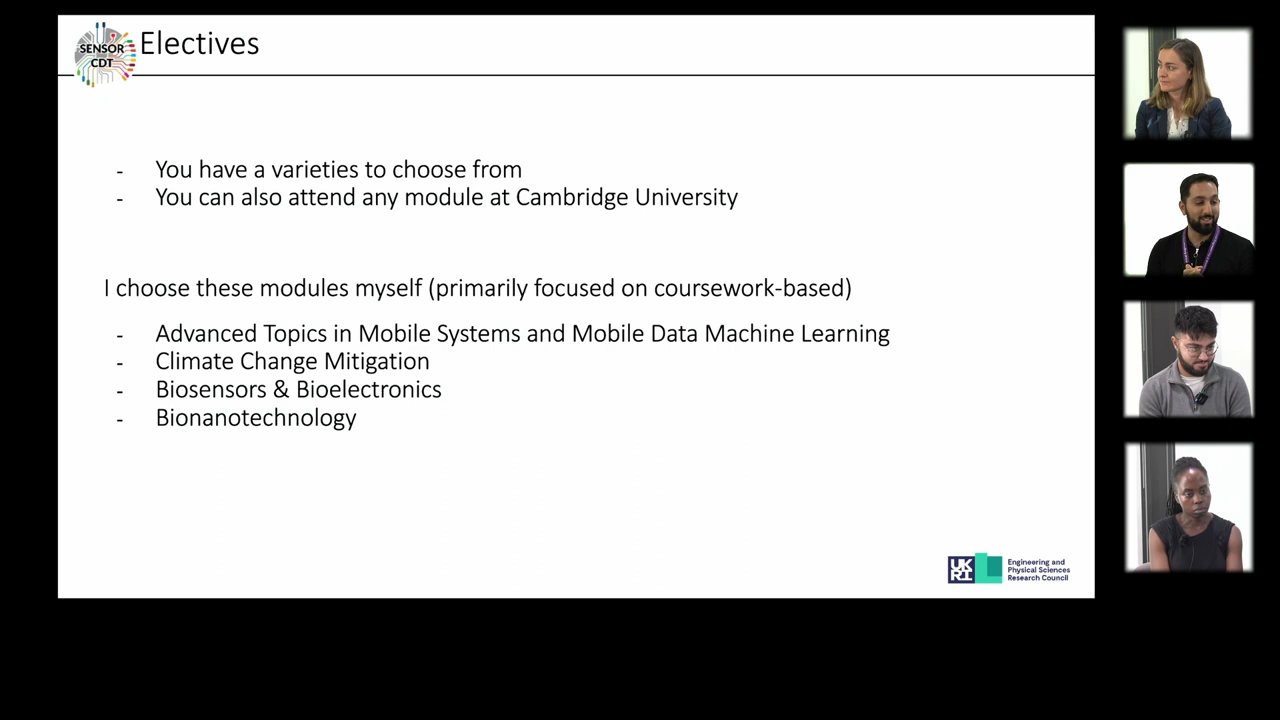 SENSOR
CDT
Electives
- You have a varieties to choose from
- You can also attend any module at Cambridge University
I choose these modules myself (primarily focused on coursework-based)
- Advanced Topics in Mobile Systems and Mobile Data Machine Learning
- Climate Change Mitigation
- Biosensors & Bioelectronics
- Bionanotechnology
UK
RI
Engineering and
Physical Sciences
Research Council